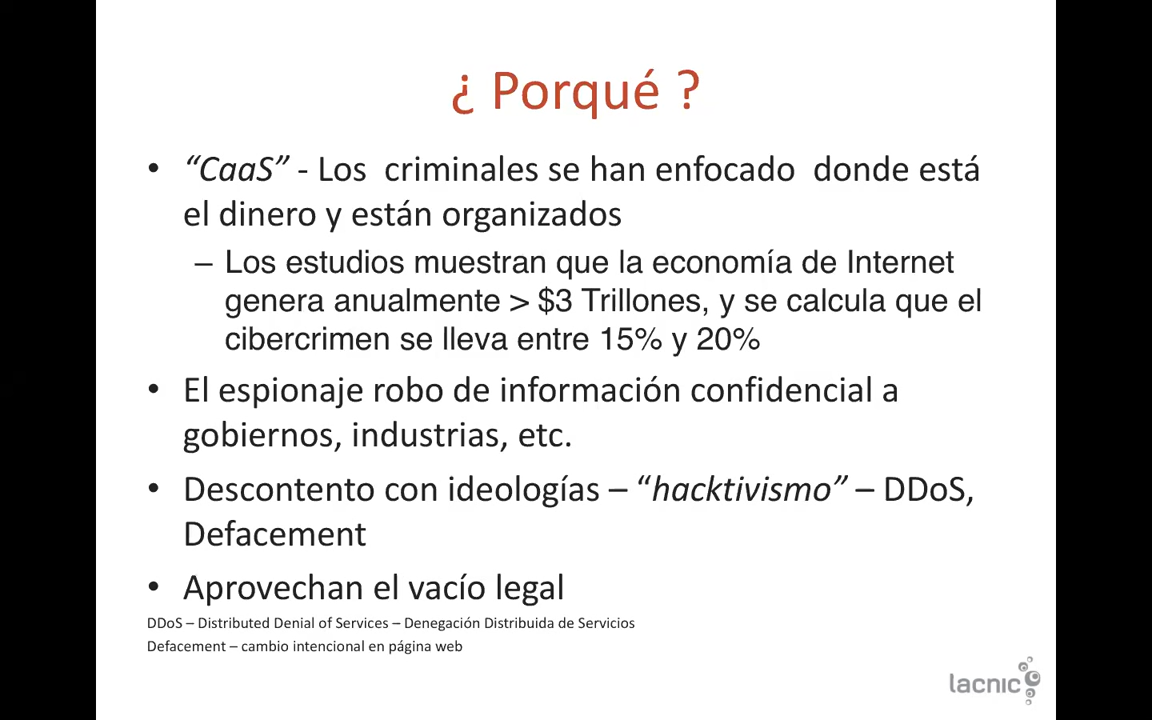 ¿ Porqué ?
• “CaaS” - Los criminales se han enfocado donde está
el dinero y están organizados
– Los estudios muestran que la economía de Internet
genera anualmente > $3 Trillones, y se calcula que el
cibercrimen se lleva entre 15% y 20%
• El espionaje robo de información confidencial a
gobiernos, industrias, etc.
• Descontento con ideologías – “hacktivismo” – DDoS,
Defacement
• Aprovechan el vacío legal
DDoS – Distributed Denial of Services – Denegación Distribuida de Servicios
Defacement – cambio intencional en página web
lacnic